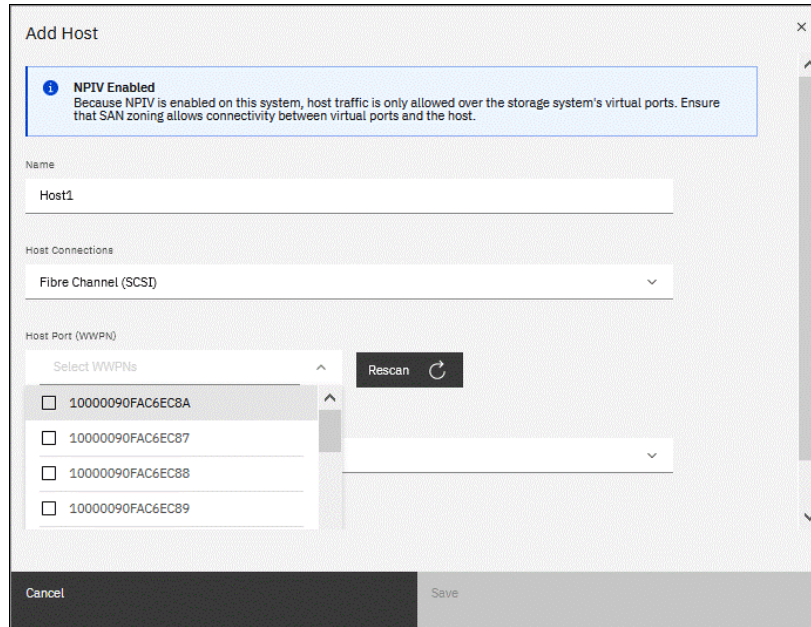 Add Host
NPIV Enabled
Because NPIV is enabled on this system, host traffic is only allowed over the storage system's virtual ports. Ensure
that SAN zoning allows connectivity between virtual ports and the host.
Name
Host1
Host Connections
Fibre Channel (SCSI)
Host Port (WWPN)
Select WWPNs
Rescan
10000090FAC6EC8A
10000090FAC6EC87
10000090FAC6EC88
10000090FAC6EC89
Cancel
Save